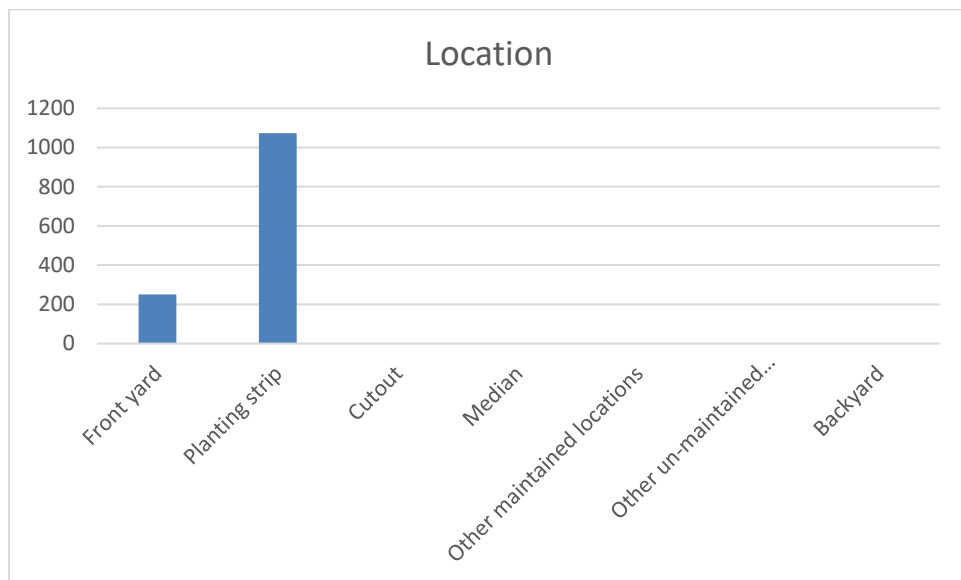 Location
1200
1000
800
600
400
200
0
Front yard
Planting strip
Cutout
Median
Other maintained locations
Other un-maintained...
Backyard